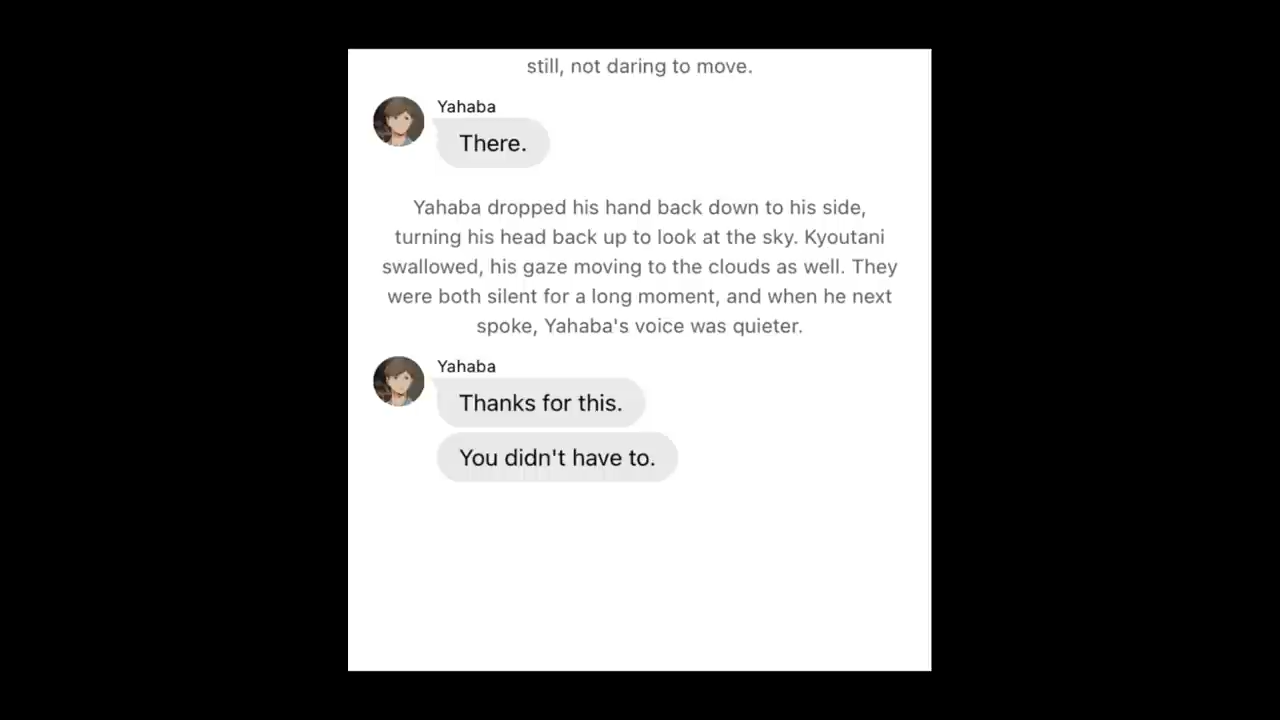 still, not daring to move.
Yahaba
There.
Yahaba dropped his hand back down to his side,
turning his head back up to look at the sky. Kyoutani
swallowed, his gaze moving to the clouds as well. They
were both silent for a long moment, and when he next
spoke, Yahaba's voice was quieter.
Yahaba
Thanks for this.
You didn't have to.